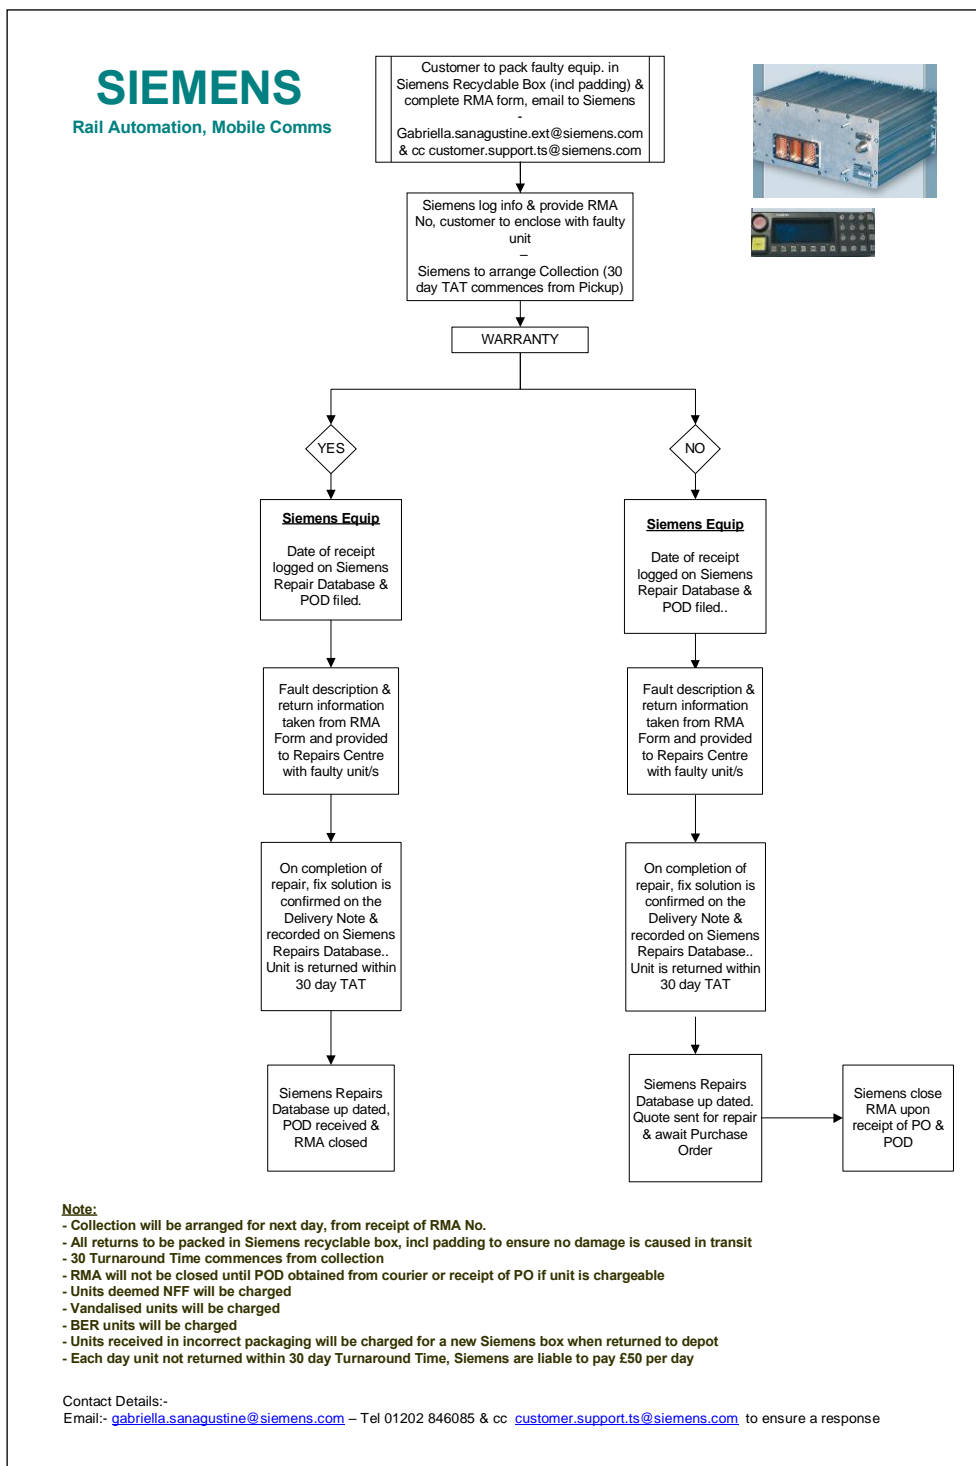 SIEMENS
Rail Automation, Mobile Comms
Customer to pack faulty equip. in
Siemens Recyclable Box (incl padding) &
complete RMA form, email to Siemens
-
Gabriella.sanagustine.ext@siemens.com
& cc customer.support.ts@siemens.com
Siemens log info & provide RMA
No, customer to enclose with faulty
unit
–
Siemens to arrange Collection (30
day TAT commences from Pickup)
WARRANTY
YES
NO
Siemens Equip
Date of receipt
logged on Siemens
Repair Database &
POD filed.
Siemens Equip
Date of receipt
logged on Siemens
Repair Database &
POD filed..
Fault description &
return information
taken from RMA
Form and provided
to Repairs Centre
with faulty unit/s
Fault description &
return information
taken from RMA
Form and provided
to Repairs Centre
with faulty unit/s
On completion of
repair, fix solution is
confirmed on the
Delivery Note &
recorded on Siemens
Repairs Database..
Unit is returned within
30 day TAT
On completion of
repair, fix solution is
confirmed on the
Delivery Note &
recorded on Siemens
Repairs Database..
Unit is returned within
30 day TAT
Siemens Repairs
Database up dated,
POD received &
RMA closed
Siemens Repairs
Database up dated.
Quote sent for repair
& await Purchase
Order
Siemens close
RMA upon
receipt of PO &
POD
Note:
- Collection will be arranged for next day, from receipt of RMA No.
- All returns to be packed in Siemens recyclable box, incl padding to ensure no damage is caused in transit
- 30 Turnaround Time commences from collection
- RMA will not be closed until POD obtained from courier or receipt of PO if unit is chargeable
- Units deemed NFF will be charged
- Vandalised units will be charged
- BER units will be charged
- Units received in incorrect packaging will be charged for a new Siemens box when returned to depot
- Each day unit not returned within 30 day Turnaround Time, Siemens are liable to pay £50 per day
Contact Details:-
Email:- gabriella.sanagustine@siemens.com – Tel 01202 846085 & cc customer.support.ts@siemens.com to ensure a response